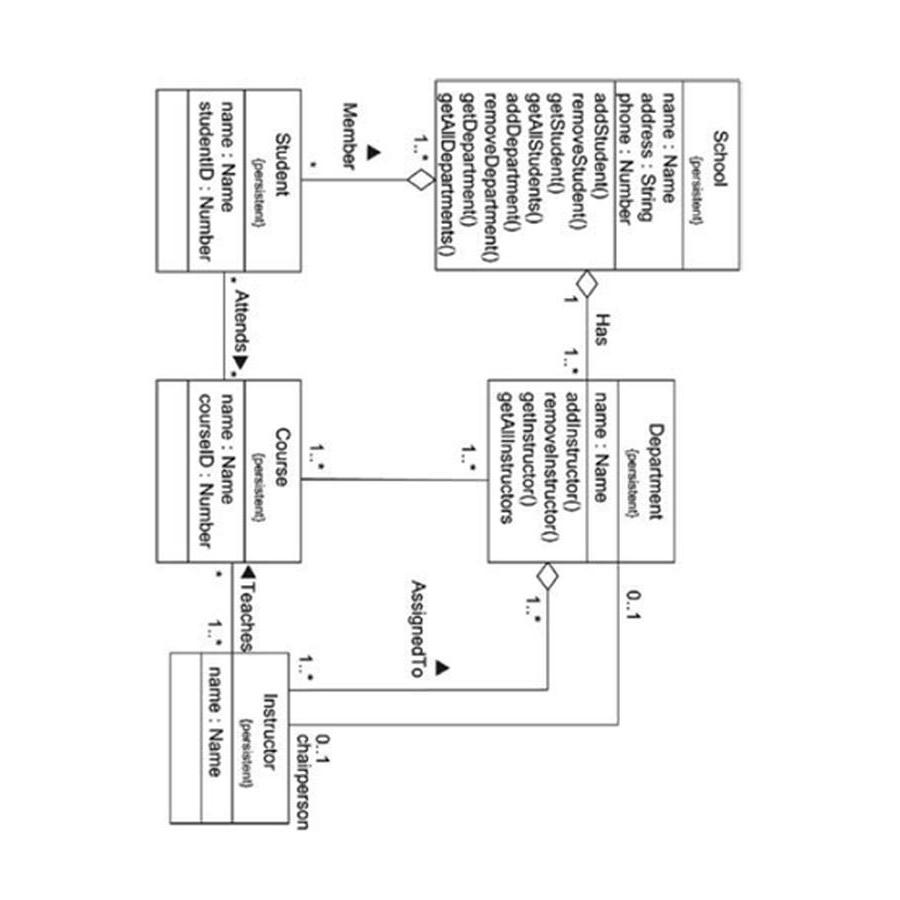 School
{persistent}
name : Name
address : String
phone : Number
addStudent()
removeStudent()
getStudent()
getAllStudents()
addDepartment()
removeDepartment()
getDepartment()
getAllDepartments()
1
Has
1..*
Department
{persistent}
name : Name
addInstructor()
removeInstructor()
getInstructor()
getAllInstructors
0..1
1..*
Member
1..*
*
1..*
1..*
AssignedTo
1..*
0..1
chairperson
Student
{persistent}
name : Name
studentID : Number
*
Attends
*
Course
{persistent}
name : Name
courseID : Number
Teaches
*
1..*
Instructor
{persistent}
name : Name